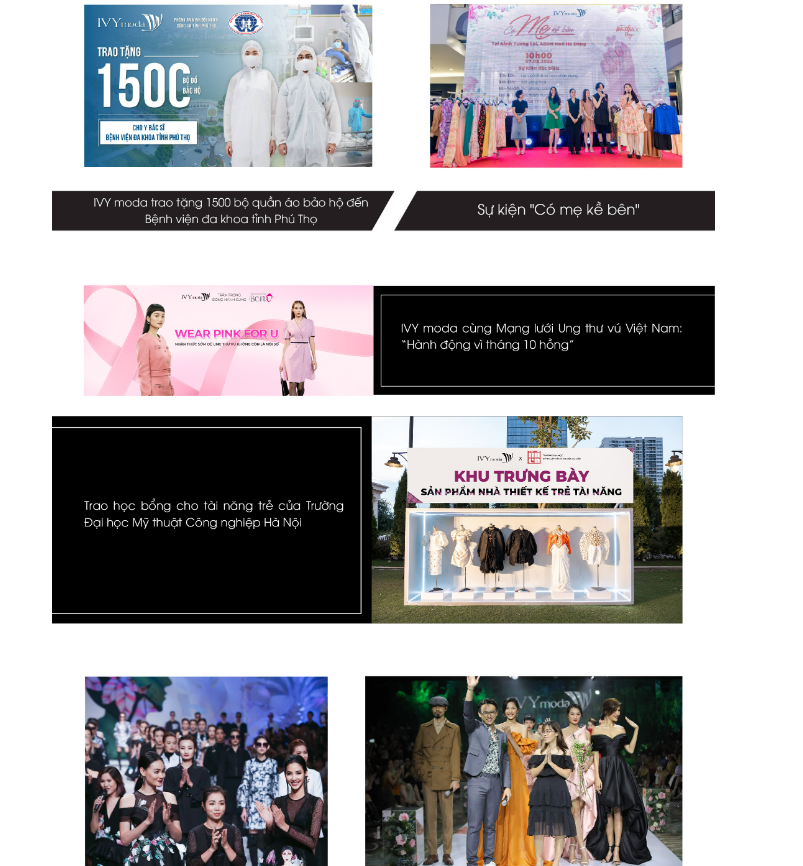 IVY moda
TRAO TẶNG
1500
BỘ ĐỒ
BẢO HỘ
CHO Y BÁC SĨ
BỆNH VIỆN ĐA KHOA TỈNH PHÚ THỌ
IVY moda
Mẹ
10h00
IVY moda trao tặng 1500 bộ quần áo bảo hộ đến
Bệnh viện đa khoa tỉnh Phú Thọ
Sự kiện "Có mẹ kề bên"
IVY moda
WEAR PINK FOR U
IVY moda cùng Mạng lưới Ung thư vú Việt Nam:
“Hành động vì tháng 10 hồng”
Trao học bổng cho tài năng trẻ của Trường
Đại học Mỹ thuật Công nghiệp Hà Nội
IVY moda x
KHU TRƯNG BÀY
SẢN PHẨM NHÀ THIẾT KẾ TRẺ TÀI NĂNG
IVY moda